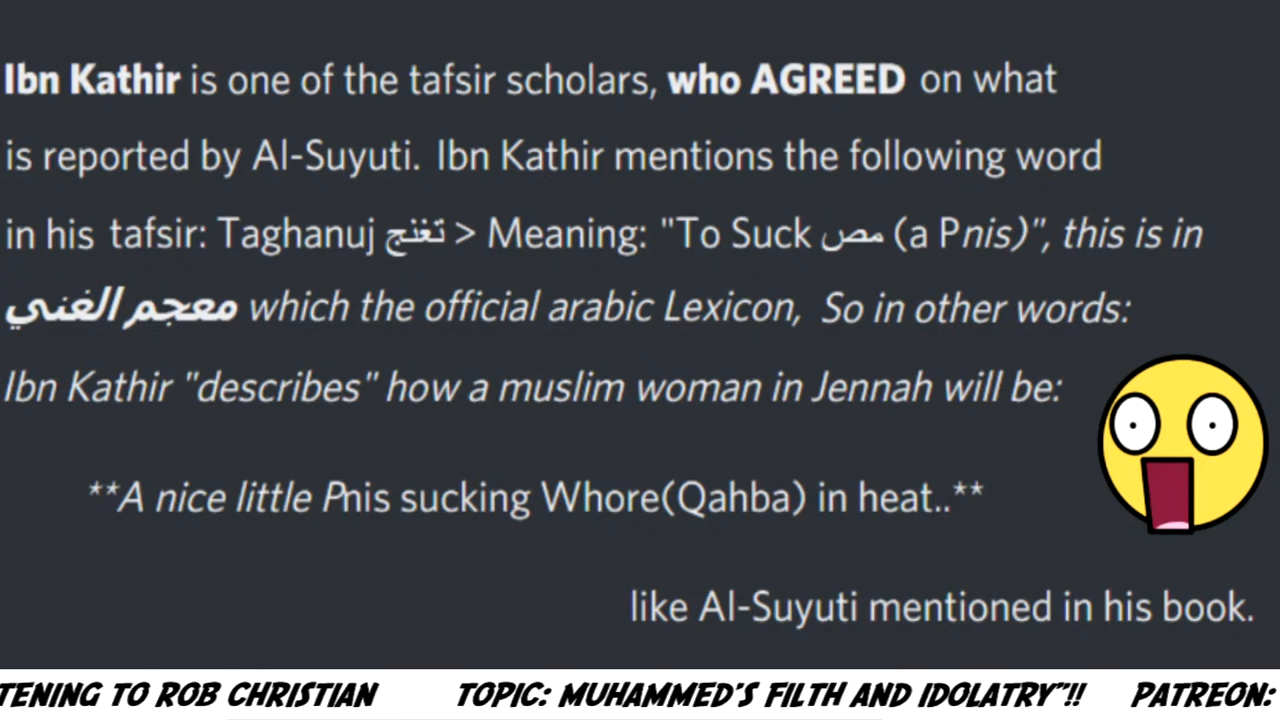 Ibn Kathir is one of the tafsir scholars, who AGREED on what
is reported by Al-Suyuti. Ibn Kathir mentions the following word
in his tafsir: Taghanuj تغنج > Meaning: "To Suck مص (a Pnis)", this is in
معجم الغني which the official arabic Lexicon, So in other words:
Ibn Kathir "describes" how a muslim woman in Jennah will be:
**A nice little Pnis sucking Whore(Qahba) in heat..**
like Al-Suyuti mentioned in his book.
TENING TO ROB CHRISTIAN TOPIC: MUHAMMED'S FILTH AND IDOLATRY"!! PATREON: